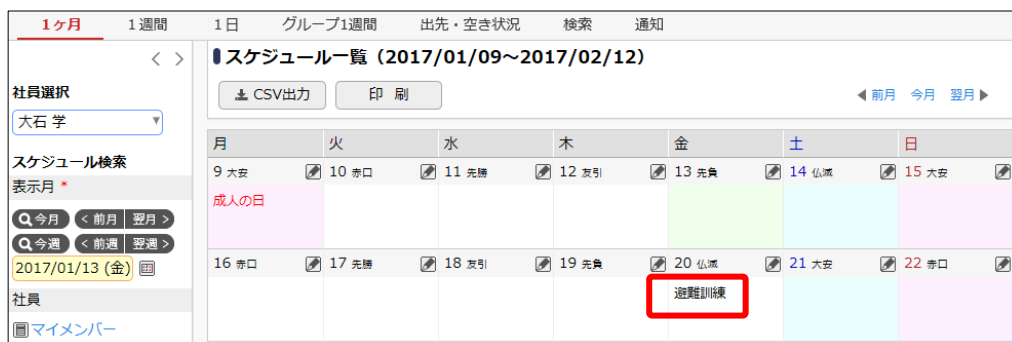 1ヶ月 1週間 1日 グループ1週間 出先・空き状況 検索 通知
< >
社員選択
大石 学
スケジュール検索
表示月 *
今月 < 前月 翌月 >
今週 < 前週 翌週 >
2017/01/13 (金)
社員
マイメンバー
スケジュール一覧（2017/01/09～2017/02/12）
CSV出力 印 刷
前月 今月 翌月
月 火 水 木 金 土 日
9 大安 10 赤口 11 先勝 12 友引 13 先負 14 仏滅 15 大安
成人の日
16 赤口 17 先勝 18 友引 19 先負 20 仏滅 21 大安 22 赤口
避難訓練